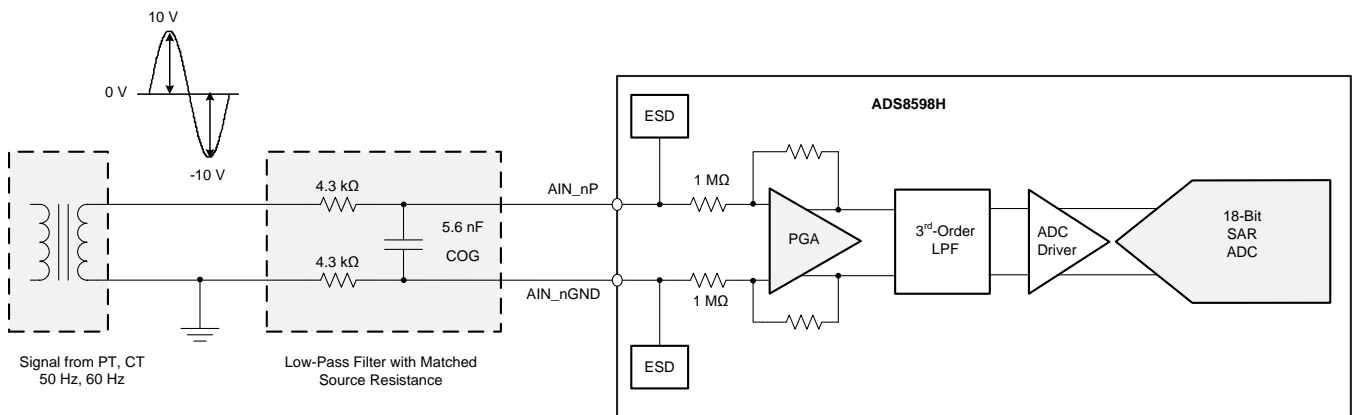 10 V
0 V
-10 V
ADS8598H
ESD
4.3 kΩ
AIN_nP
1 MΩ
5.6 nF
COG
PGA
3rd-Order
LPF
ADC
Driver
18-Bit
SAR
ADC
4.3 kΩ
AIN_nGND
1 MΩ
ESD
Signal from PT, CT
50 Hz, 60 Hz
Low-Pass Filter with Matched
Source Resistance